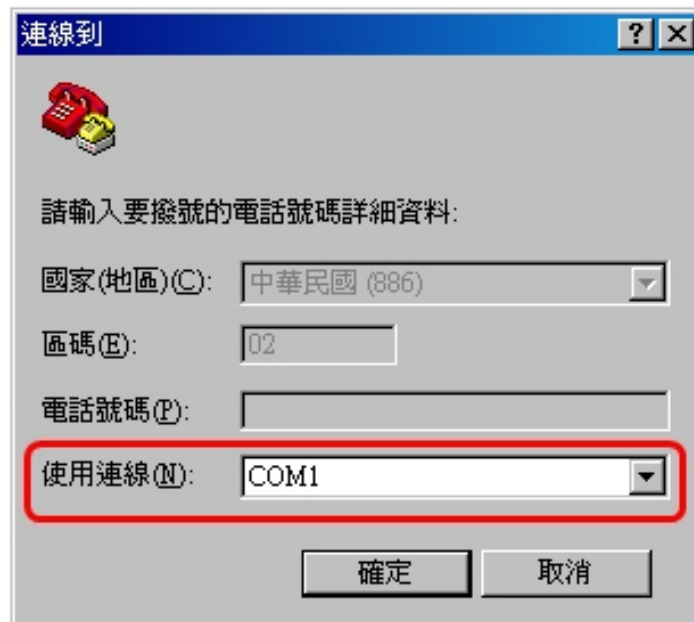 連線到
請輸入要撥號的電話號碼詳細資料:
國家(地區)(C): 中華民國 (886)
區碼(E): 02
電話號碼(P):
使用連線(N): COM1
確定 取消